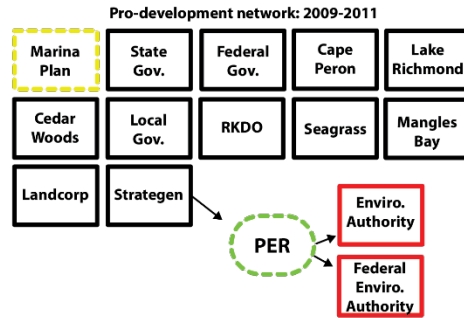 Pro-development network: 2009-2011
Marina
Plan
State
Gov.
Federal
Gov.
Cape
Peron
Lake
Richmond
Cedar
Woods
Local
Gov.
RKDO
Seagrass
Mangles
Bay
Landcorp
Strategen
PER
Enviro.
Authority
Federal
Enviro.
Authority